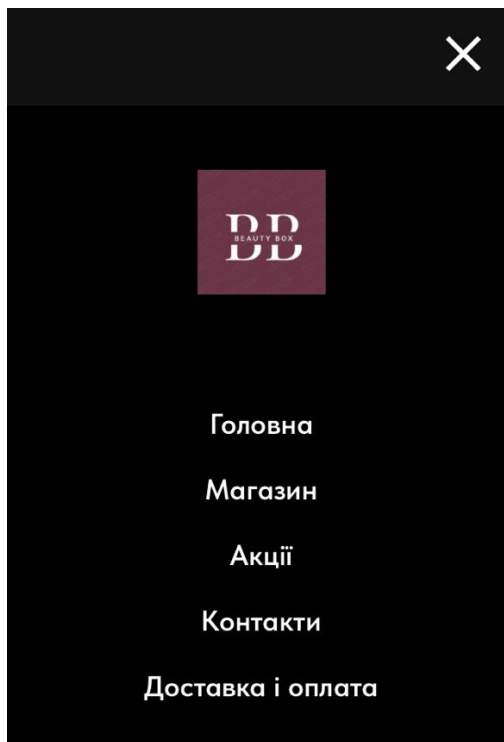 BB
BEAUTY BOX
Головна
Магазин
Акції
Контакти
Доставка і оплата